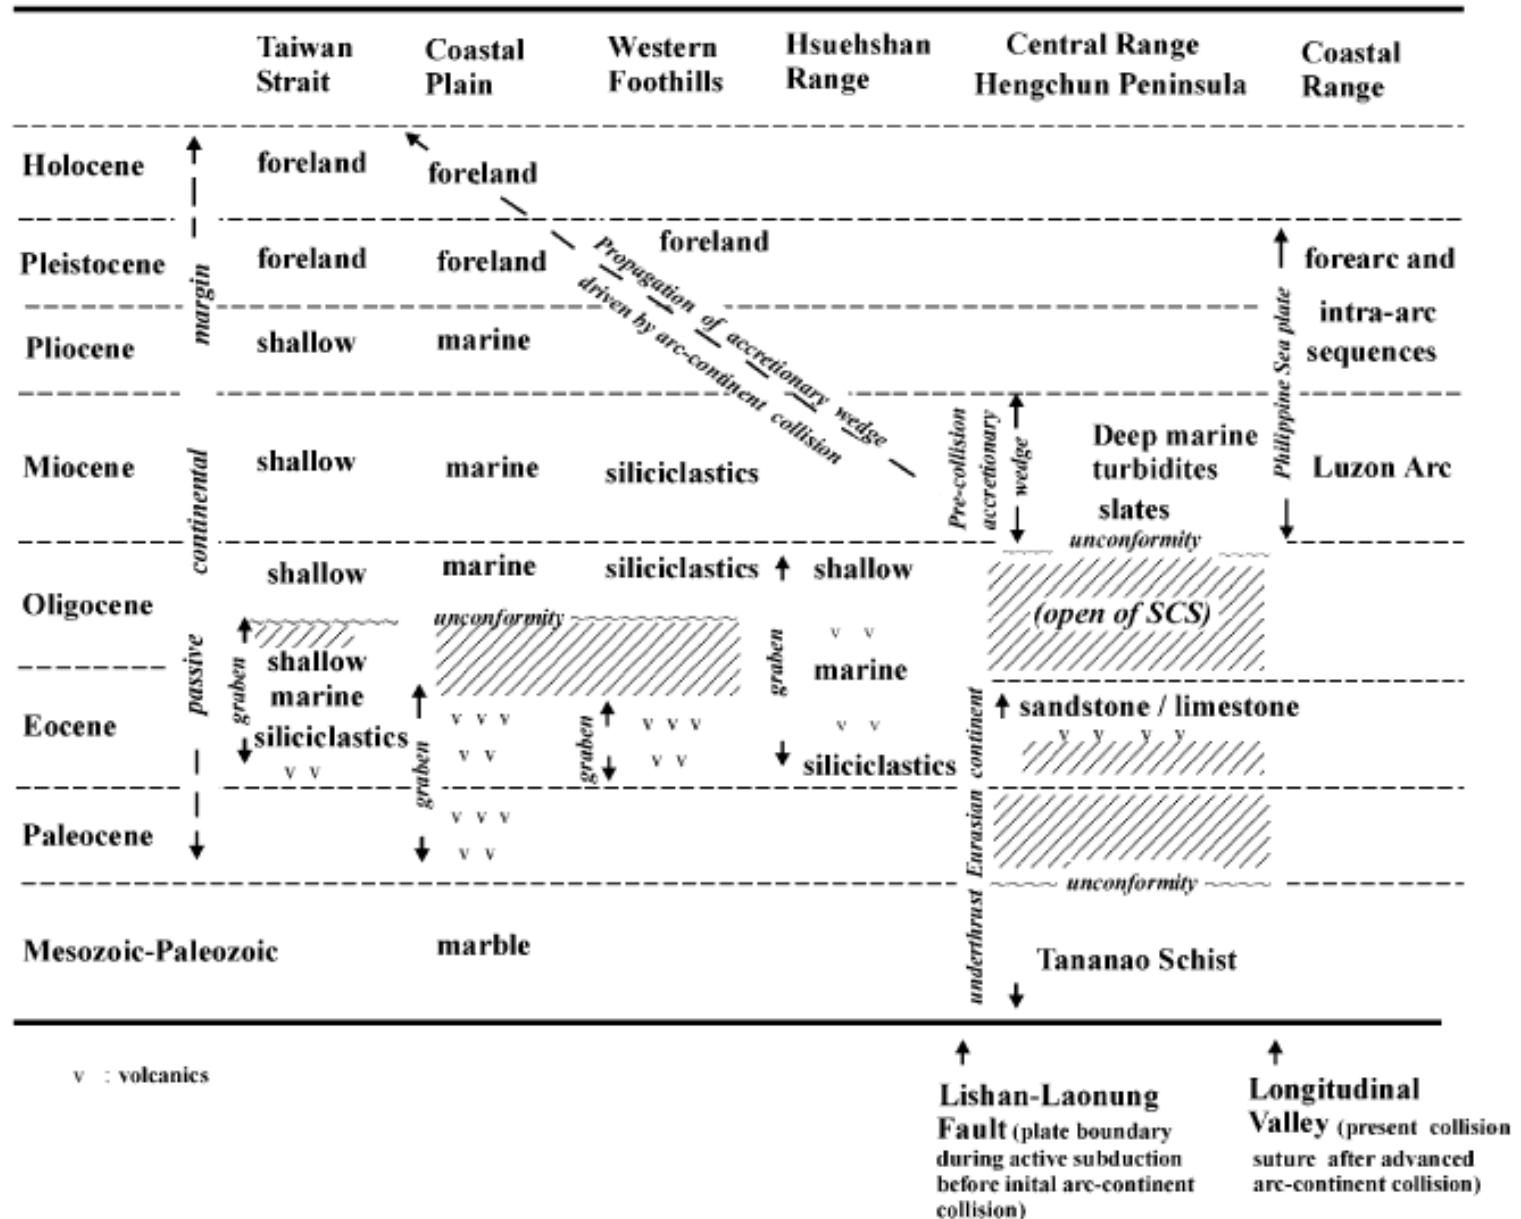 Taiwan Strait
Coastal Plain
Western Foothills
Hsuehshan Range
Central Range Hengchun Peninsula
Coastal Range
Holocene
foreland
foreland
Pleistocene
foreland
foreland
foreland
forearc and
Pliocene
shallow
marine
intra-arc
sequences
Miocene
shallow
marine
siliciclastics
Deep marine
turbidites
slates
Luzon Arc
unconformity
Oligocene
shallow
marine
siliciclastics
shallow
(open of SCS)
unconformity
v v
Eocene
shallow
marine
siliciclastics
v v
v v v
v v
v v v
v v
marine
v v
siliciclastics
sandstone / limestone
v v v v
Paleocene
v v v
v v
unconformity
Mesozoic-Paleozoic
marble
Tananao Schist
passive continental margin
graben
graben
graben
graben
Propagation of accretionary wedge
driven by arc-continent collision
Pre-collision
accretionary
wedge
underthrust Eurasian continent
Philippine Sea plate
v : volcanics
Lishan-Laonung
Fault (plate boundary
during active subduction
before inital arc-continent
collision)
Longitudinal
Valley (present collision
suture after advanced
arc-continent collision)